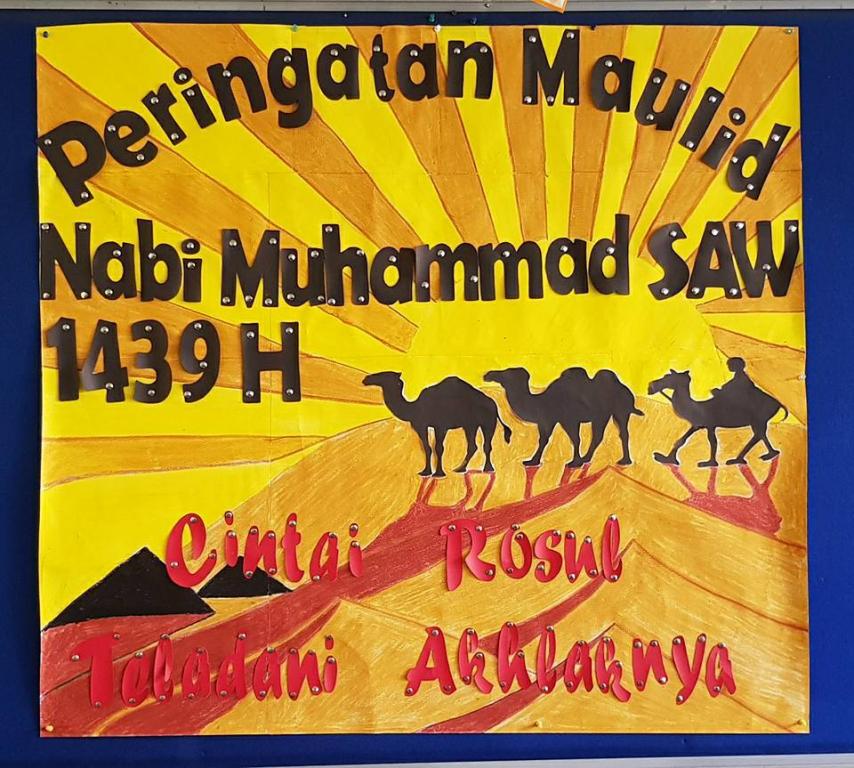 Peringatan Maulid
Nabi Muhammad SAW
1439 H
Cintai Rosul
Teladani Akhlaknya